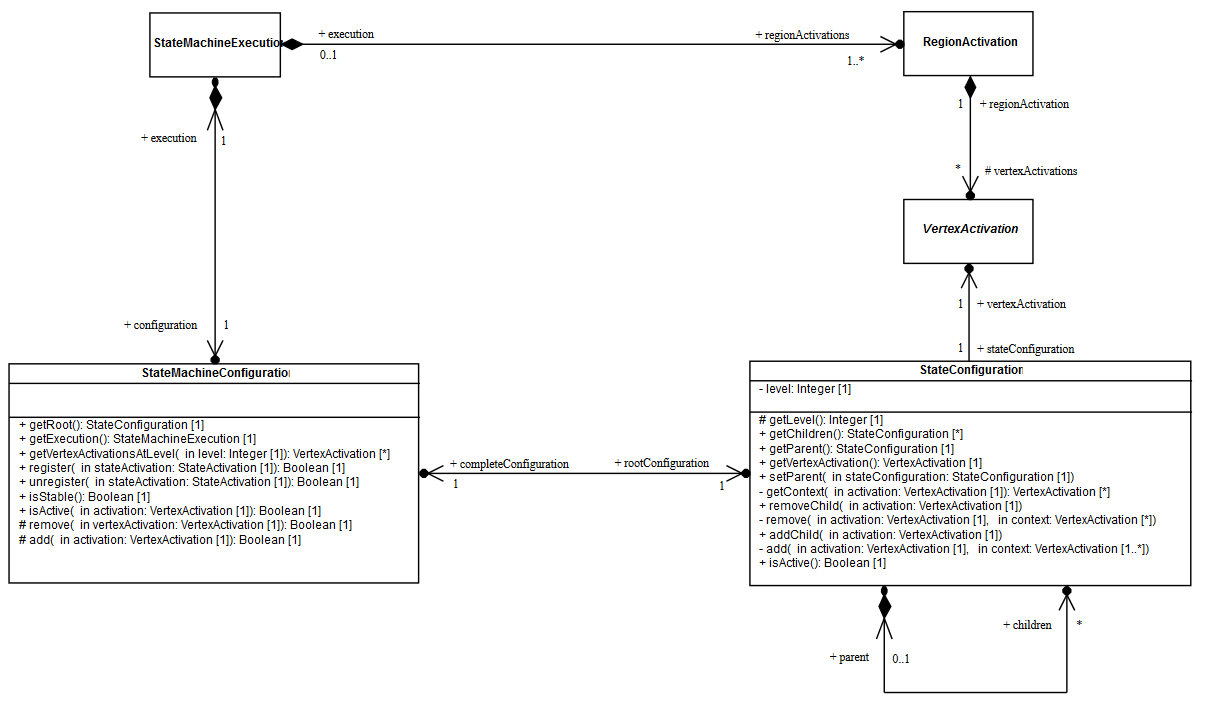 StateMachineExecution
+ execution
0..1
+ regionActivations
1..*
RegionActivation
1
+ regionActivation
*
# vertexActivations
VertexActivation
1
+ vertexActivation
1
+ stateConfiguration
+ execution
1
+ configuration
1
StateMachineConfiguration
+ getRoot(): StateConfiguration [1]
+ getExecution(): StateMachineExecution [1]
+ getVertexActivationsAtLevel( in level: Integer [1]): VertexActivation [*]
+ register( in stateActivation: StateActivation [1]): Boolean [1]
+ unregister( in stateActivation: StateActivation [1]): Boolean [1]
+ isStable(): Boolean [1]
+ isActive( in activation: VertexActivation [1]): Boolean [1]
# remove( in vertexActivation: VertexActivation [1]): Boolean [1]
# add( in activation: VertexActivation [1]): Boolean [1]
+ completeConfiguration
1
+ rootConfiguration
1
StateConfiguration
- level: Integer [1]
# getLevel(): Integer [1]
+ getChildren(): StateConfiguration [*]
+ getParent(): StateConfiguration [1]
+ getVertexActivation(): VertexActivation [1]
+ setParent( in stateConfiguration: StateConfiguration [1])
- getContext( in activation: VertexActivation [1]): VertexActivation [*]
+ removeChild( in activation: VertexActivation [1])
- remove( in activation: VertexActivation [1], in context: VertexActivation [*])
+ addChild( in activation: VertexActivation [1])
- add( in activation: VertexActivation [1], in context: VertexActivation [1..*])
+ isActive(): Boolean [1]
+ children
*
+ parent
0..1